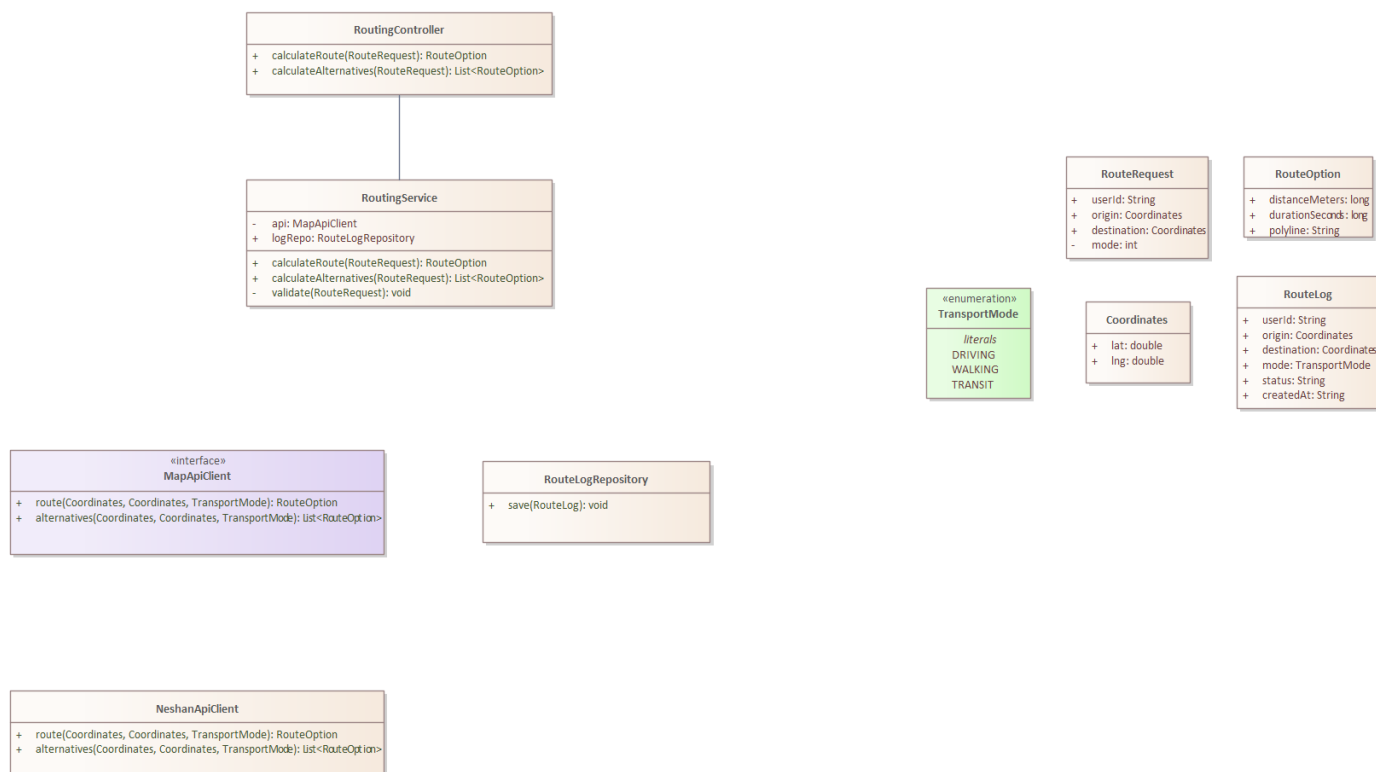 RoutingController
+ calculateRoute(RouteRequest): RouteOption
+ calculateAlternatives(RouteRequest): List<RouteOption>
RoutingService
- api: MapApiClient
+ logRepo: RouteLogRepository
+ calculateRoute(RouteRequest): RouteOption
+ calculateAlternatives(RouteRequest): List<RouteOption>
- validate(RouteRequest): void
RouteRequest
+ userId: String
+ origin: Coordinates
+ destination: Coordinates
- mode: int
RouteOption
+ distanceMeters: long
+ durationSeconds: long
+ polyline: String
«enumeration»
TransportMode
literals
DRIVING
WALKING
TRANSIT
Coordinates
+ lat: double
+ lng: double
RouteLog
+ userId: String
+ origin: Coordinates
+ destination: Coordinates
+ mode: TransportMode
+ status: String
+ createdAt: String
«interface»
MapApiClient
+ route(Coordinates, Coordinates, TransportMode): RouteOption
+ alternatives(Coordinates, Coordinates, TransportMode): List<RouteOption>
RouteLogRepository
+ save(RouteLog): void
NeshanApiClient
+ route(Coordinates, Coordinates, TransportMode): RouteOption
+ alternatives(Coordinates, Coordinates, TransportMode): List<RouteOption>